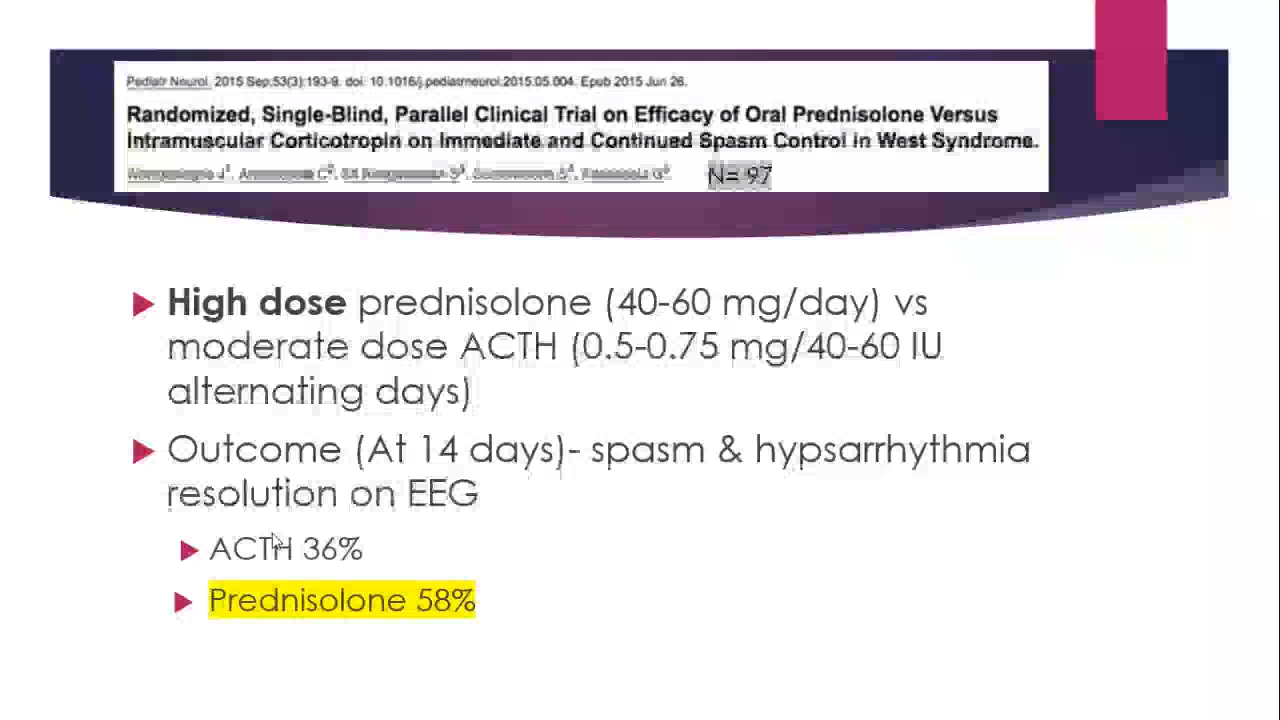 Pediatr Neurol. 2015 Sep;53(3):193-9. doi: 10.1016/j.pediatrneurol.2015.05.004. Epub 2015 Jun 26.
Randomized, Single-Blind, Parallel Clinical Trial on Efficacy of Oral Prednisolone Versus
Intramuscular Corticotropin on Immediate and Continued Spasm Control in West Syndrome.
N= 97
High dose prednisolone (40-60 mg/day) vs
moderate dose ACTH (0.5-0.75 mg/40-60 IU
alternating days)
Outcome (At 14 days)- spasm & hypsarrhythmia
resolution on EEG
ACTH 36%
Prednisolone 58%